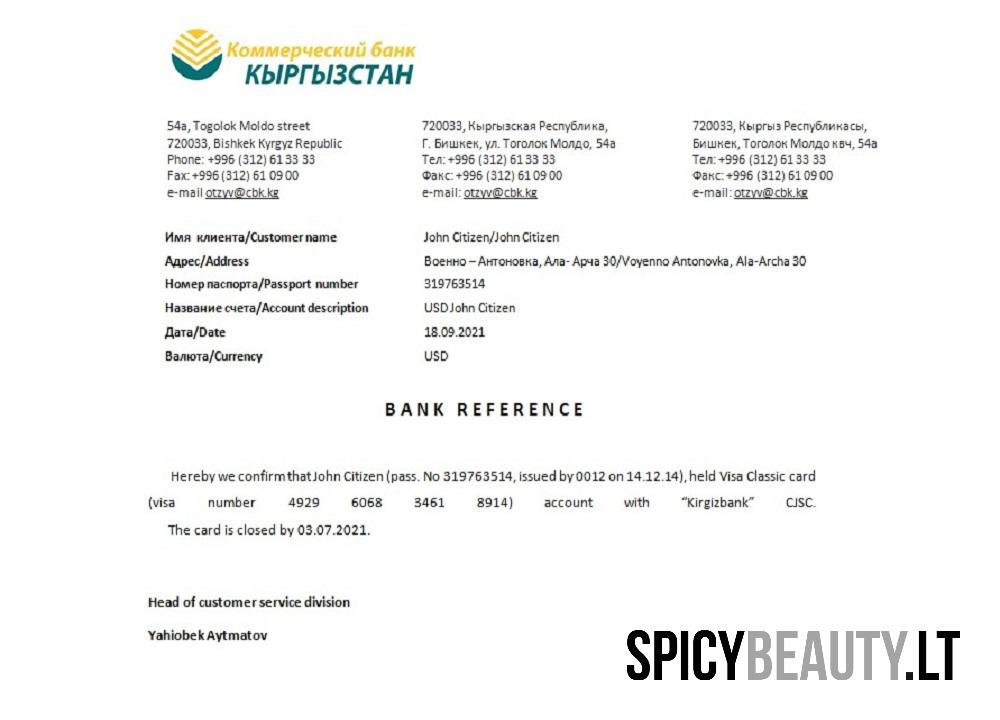 Коммерческий банк
КЫРГЫЗСТАН
54a, Togolok Moldo street
720033, Bishkek Kyrgyz Republic
Phone: +996 (312) 61 33 33
Fax: +996 (312) 61 09 00
e-mail otzyv@cbk.kg
720033, Кыргызская Республика,
Г. Бишкек, ул. Тоголок Молдо, 54а
Тел: +996 (312) 61 33 33
Факс: +996 (312) 61 09 00
e-mail: otzyv@cbk.kg
720033, Кыргыз Республикасы,
Бишкек, Тоголок Молдо квч, 54а
Тел: +996 (312) 61 33 33
Факс: +996 (312) 61 09 00
e-mail: otzyv@cbk.kg
Имя клиента/Customer name John Citizen/John Citizen
Адрес/Address Военно – Антоновка, Ала- Арча 30/Voyenno Antonovka, Ala-Archa 30
Номер паспорта/Passport number 319763514
Название счета/Account description USD John Citizen
Дата/Date 18.09.2021
Валюта/Currency USD
BANK REFERENCE
Hereby we confirm that John Citizen (pass. No 319763514, issued by 0012 on 14.12.14), held Visa Classic card
(visa number 4929 6068 3461 8914) account with “Kirgizbank” CJSC.
The card is closed by 03.07.2021.
Head of customer service division
Yahiobek Aytmatov
SPICYBEAUTY.LT